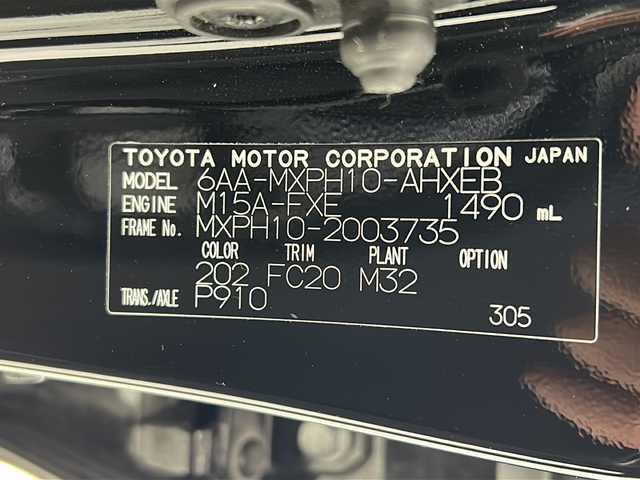 TOYOTA MOTOR CORPORATION JAPAN
MODEL 6AA-MXPH10-AHXEB
ENGINE M15A-FXE 1490 mL
FRAME No. MXPH10-2003735
COLOR TRIM PLANT OPTION
202 FC20 M32
TRANS./AXLE P910
305